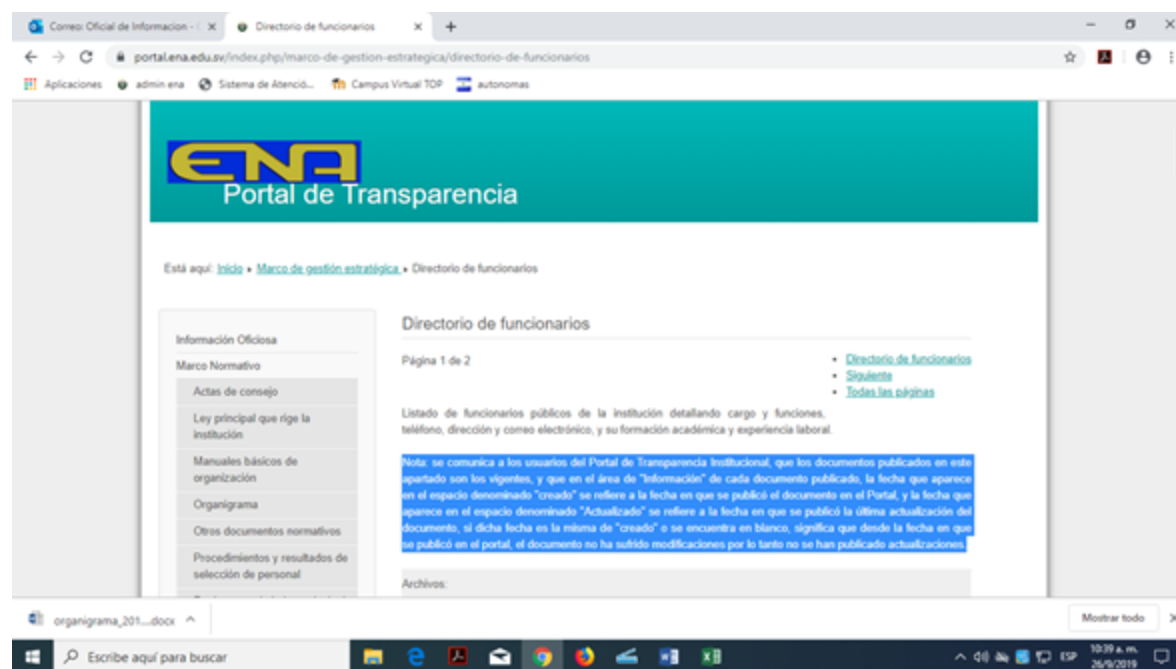 Correo: Oficial de Informacion - (
Directorio de funcionarios
portal.ena.edu.sv/index.php/marco-de-gestion-estrategica/directorio-de-funcionarios
Aplicaciones admin ena Sistema de Atenció... Campus Virtual TOP autonomas
ENA
Portal de Transparencia
Está aquí: Inicio Marco de gestión estratégica Directorio de funcionarios
Información Oficiosa
Marco Normativo
Actas de consejo
Ley principal que rige la
institución
Manuales básicos de
organización
Organigrama
Otros documentos normativos
Procedimientos y resultados de
selección de personal
Directorio de funcionarios
Página 1 de 2
Directorio de funcionarios
Siguiente
Todas las páginas
Listado de funcionarios públicos de la institución detallando cargo y funciones,
teléfono, dirección y correo electrónico, y su formación académica y experiencia laboral.
Nota: se comunica a los usuarios del Portal de Transparencia Institucional, que los documentos publicados en este
apartado son los vigentes, y que en el área de "Información" de cada documento publicado, la fecha que aparece
en el espacio denominado "creado" se refiere a la fecha en que se publicó el documento en el Portal, y la fecha que
aparece en el espacio denominado "Actualizado" se refiere a la fecha en que se publicó la última actualización del
documento, si dicha fecha es la misma de "creado" o se encuentra en blanco, significa que desde la fecha en que
se publicó en el portal, el documento no ha sufrido modificaciones por lo tanto no se han publicado actualizaciones.
Archivos:
organigrama_201....docx
Mostrar todo
Escribe aquí para buscar
ESP
10:39 a. m.
26/9/2019